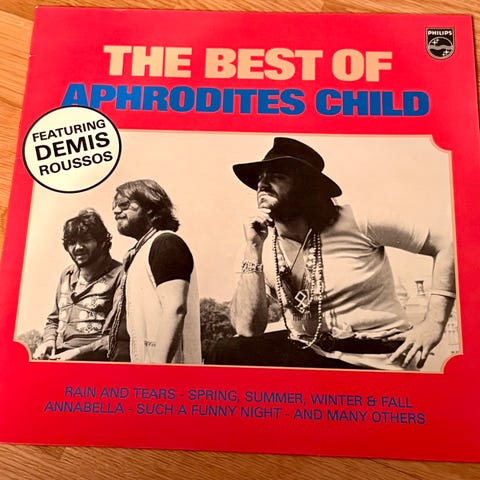 THE BEST OF
PHILIPS
APHRODITES CHILD
FEATURING
DEMIS
ROUSSOS
RAIN AND TEARS - SPRING, SUMMER, WINTER & FALL
ANNABELLA - SUCH A FUNNY NIGHT - AND MANY OTHERS